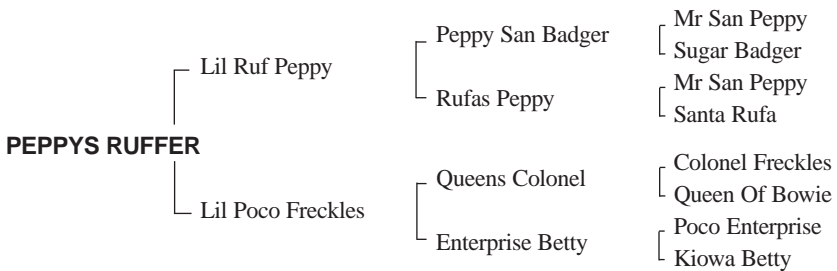 Mr San Peppy
Peppy San Badger
Sugar Badger
Lil Ruf Peppy
Mr San Peppy
Rufas Peppy
Santa Rufa
PEPPYS RUFFER
Colonel Freckles
Queens Colonel
Queen Of Bowie
Lil Poco Freckles
Poco Enterprise
Enterprise Betty
Kiowa Betty